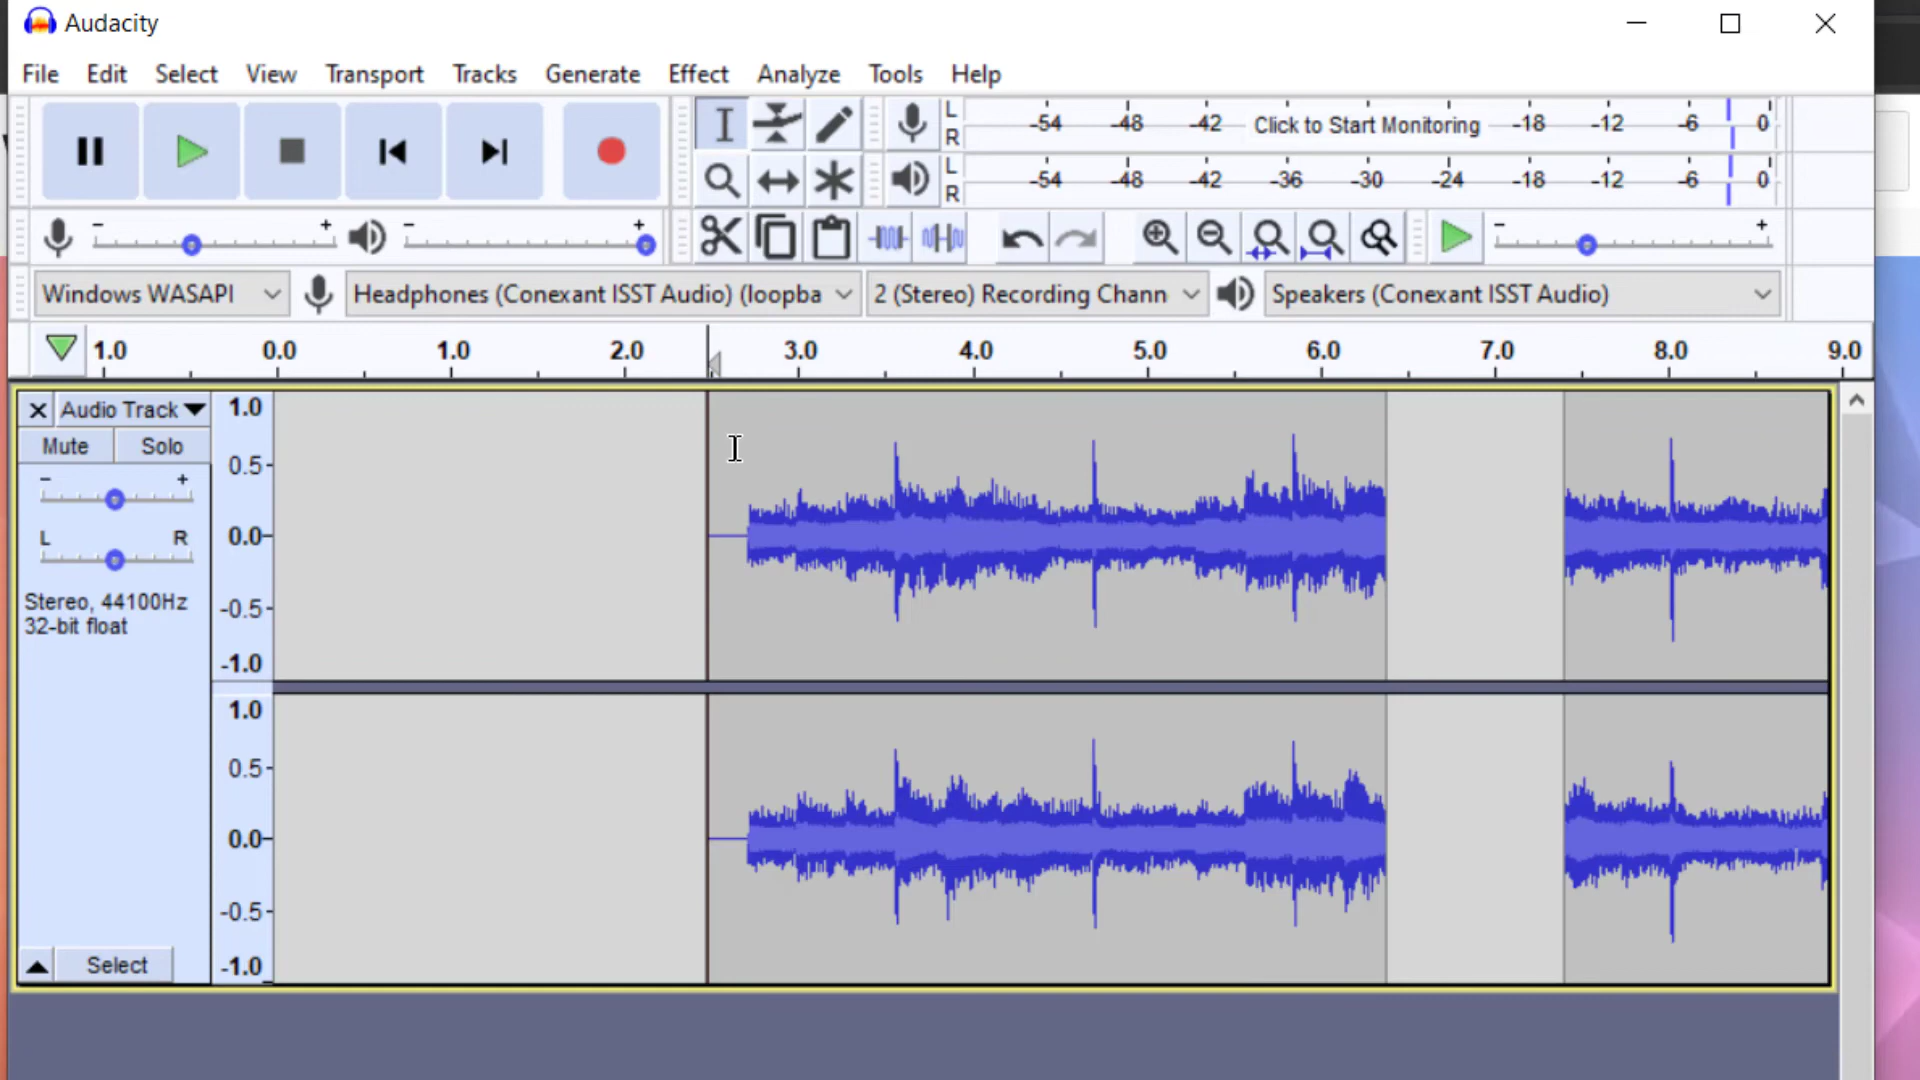 Audacity
File Edit Select View Transport Tracks Generate Effect Analyze Tools Help
L
R
-54 -48 -42 Click to Start Monitoring -18 -12 -6 0
L
R
-54 -48 -42 -36 -30 -24 -18 -12 -6 0
- + - + - +
Windows WASAPI Headphones (Conexant ISST Audio) (loopba 2 (Stereo) Recording Chann Speakers (Conexant ISST Audio)
1.0 0.0 1.0 2.0 3.0 4.0 5.0 6.0 7.0 8.0 9.0
Audio Track
Mute Solo
- +
L R
Stereo, 44100Hz
32-bit float
Select
1.0
0.5
0.0
-0.5
-1.0
1.0
0.5
0.0
-0.5
-1.0